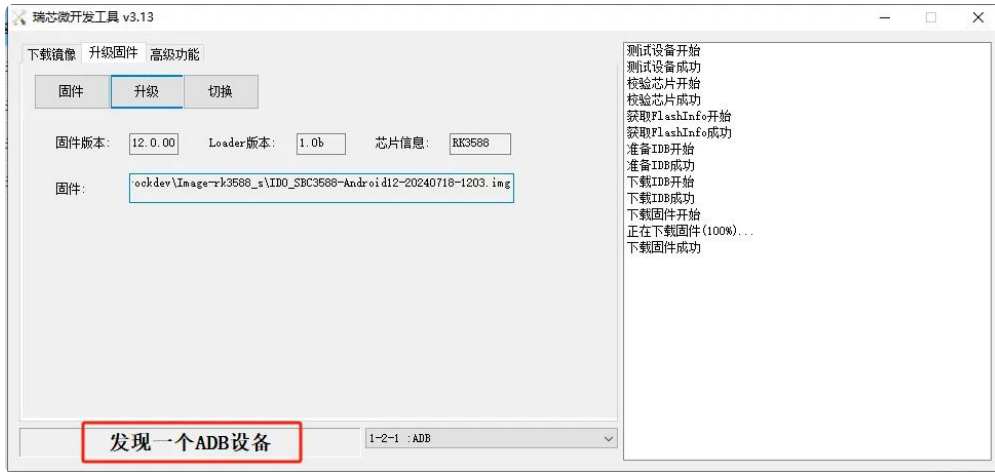 瑞芯微开发工具 v3.13
下载镜像 升级固件 高级功能
固件 升级 切换
固件版本: 12.0.00 Loader版本: 1.0b 芯片信息: RK3588
固件: ockdev\Image-rk3588_s\IDO_SBC3588-Android12-20240718-1203.img
发现一个ADB设备 1-2-1 :ADB
测试设备开始
测试设备成功
校验芯片开始
校验芯片成功
获取FlashInfo开始
获取FlashInfo成功
准备IDB开始
准备IDB成功
下载IDB开始
下载IDB成功
下载固件开始
正在下载固件(100%)...
下载固件成功